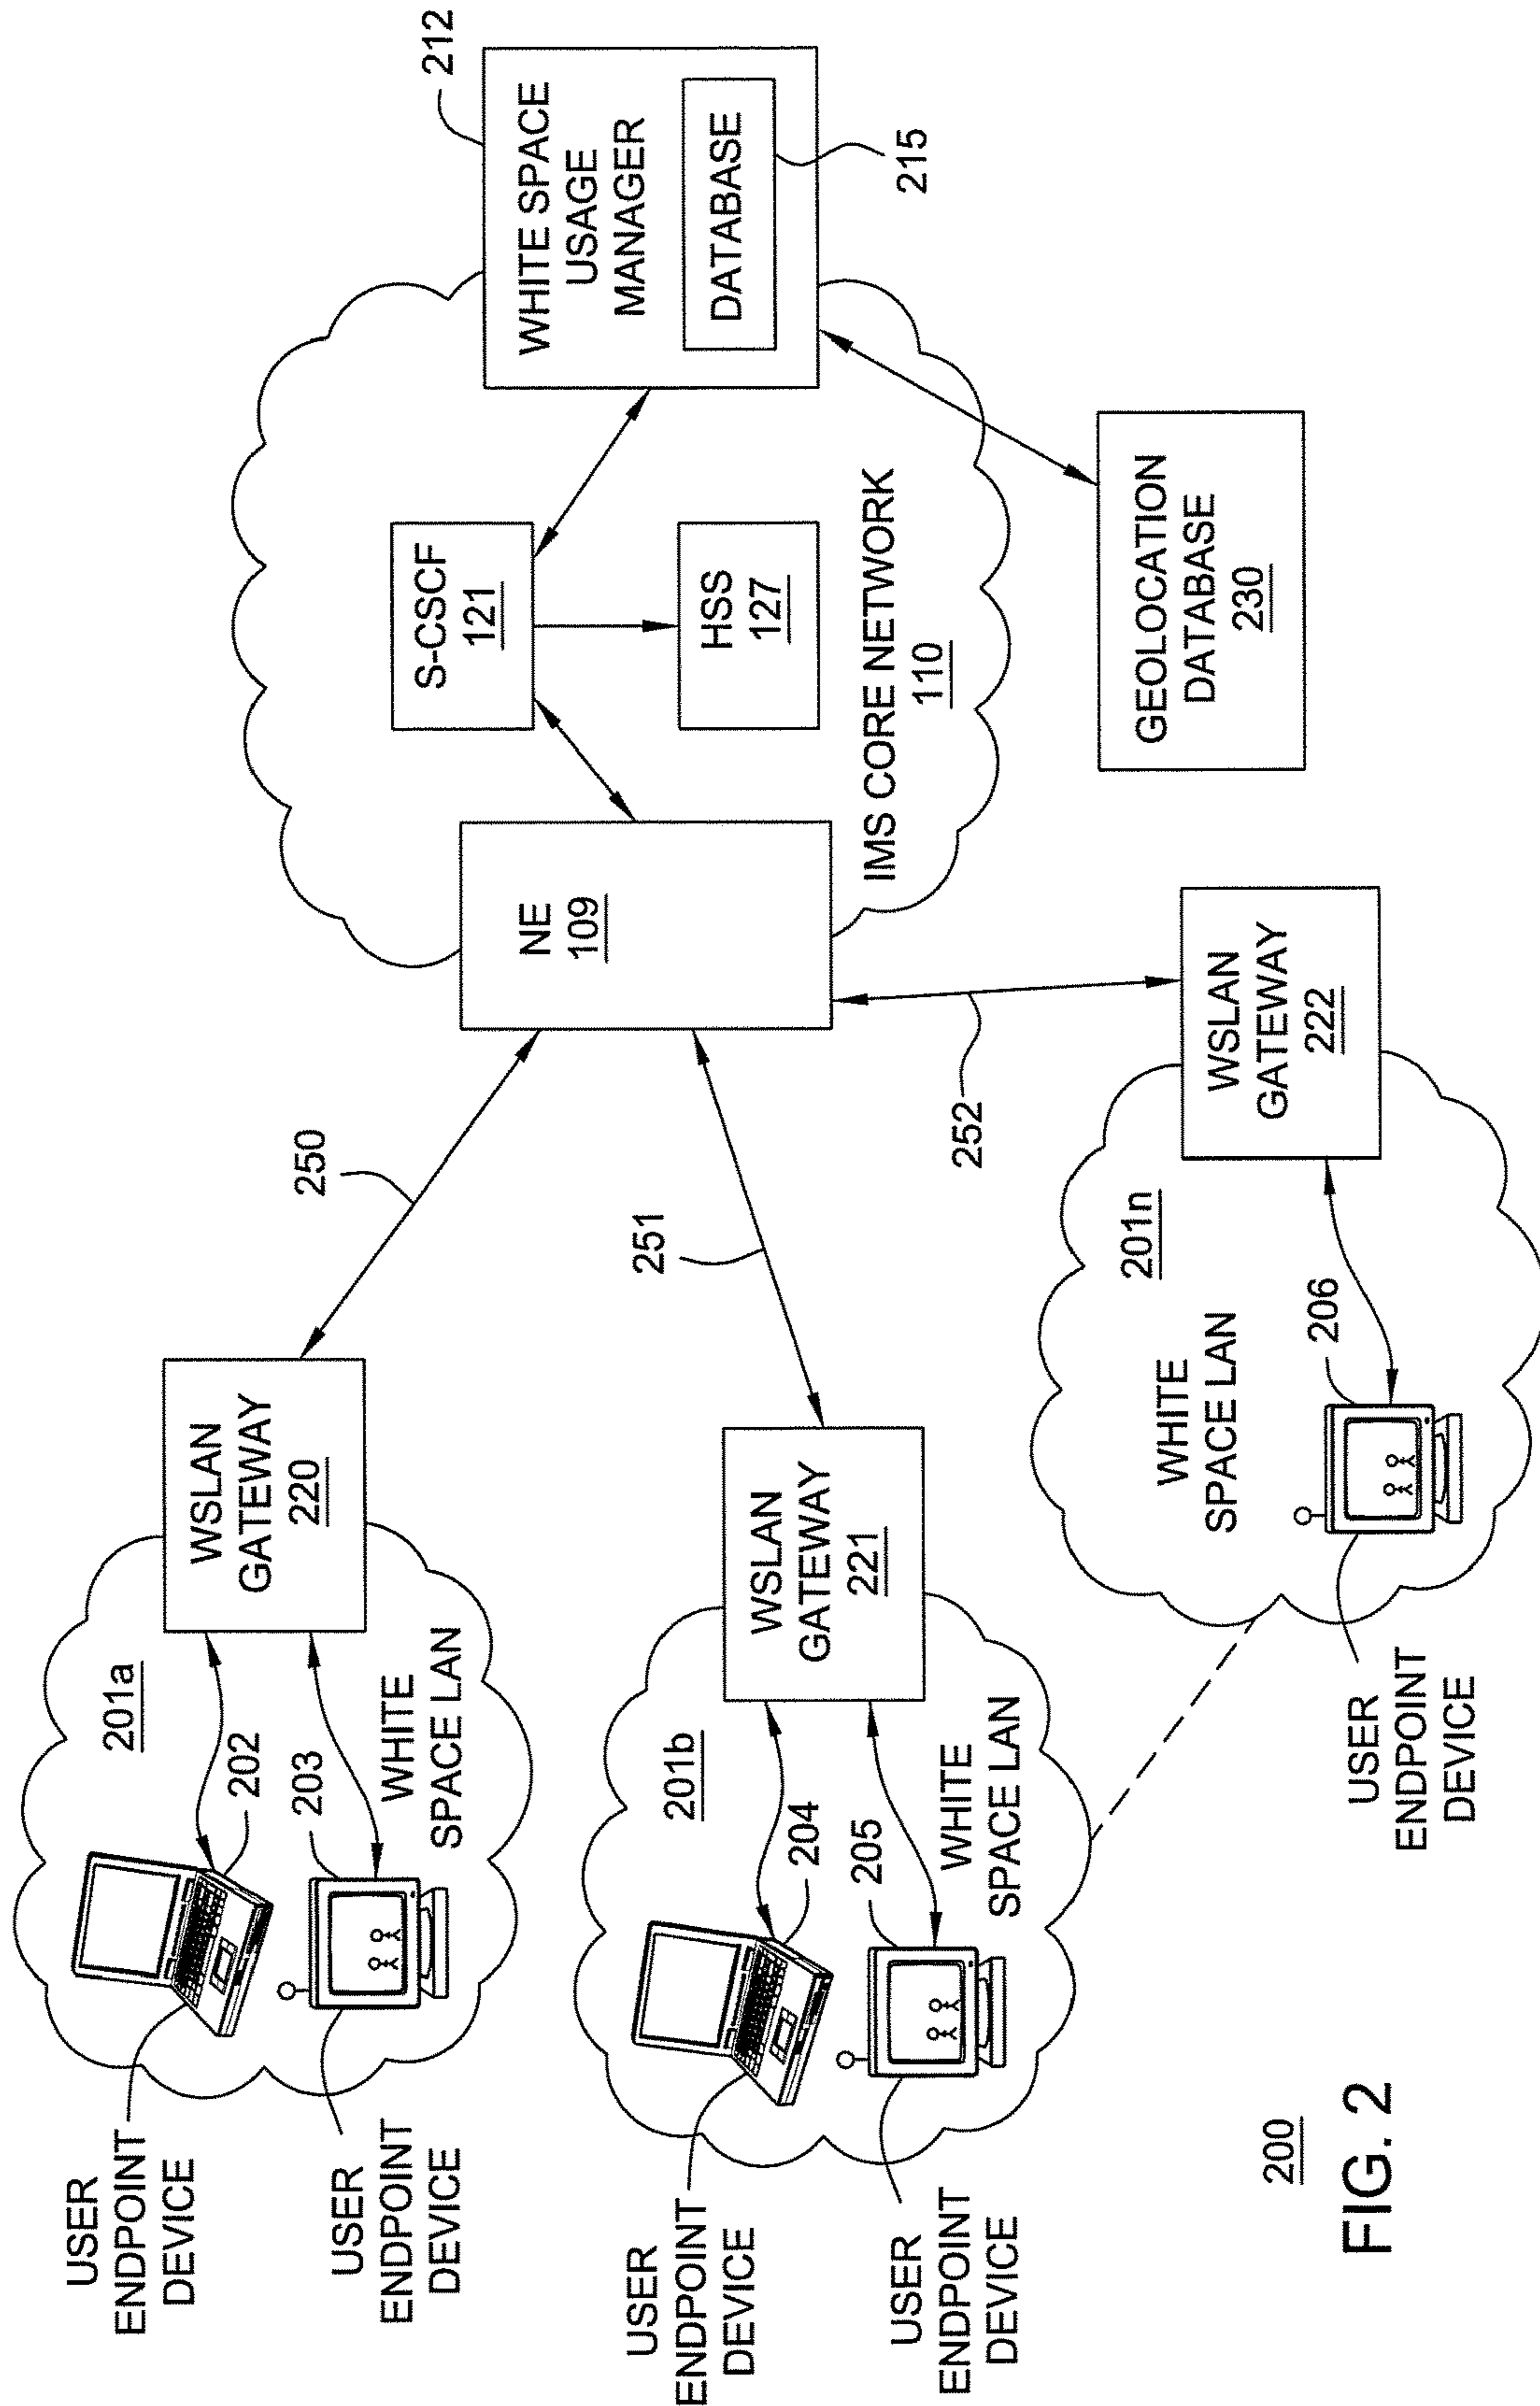 USER
ENDPOINT
DEVICE
201a
202
203
USER
ENDPOINT
DEVICE
WHITE
SPACE LAN
WSLAN
GATEWAY
220
250
USER
ENDPOINT
DEVICE
201b
204
205
USER
ENDPOINT
DEVICE
WHITE
SPACE LAN
WSLAN
GATEWAY
221
251
USER
ENDPOINT
DEVICE
206
WHITE
SPACE LAN
201n
WSLAN
GATEWAY
222
252
NE
109
S-CSCF
121
HSS
127
IMS CORE NETWORK
110
WHITE SPACE
USAGE
MANAGER
212
DATABASE
215
GEOLOCATION
DATABASE
230
200
FIG. 2